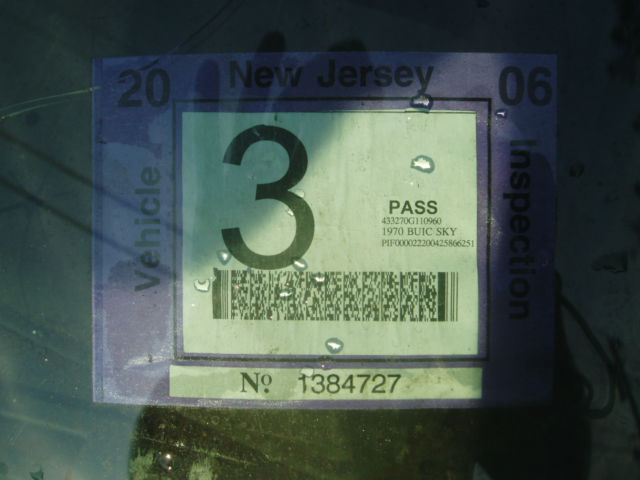 20 New Jersey 06
Vehicle
3
PASS
433270G110960
1970 BUIC SKY
PIF000022200425866251
Inspection
No. 1384727